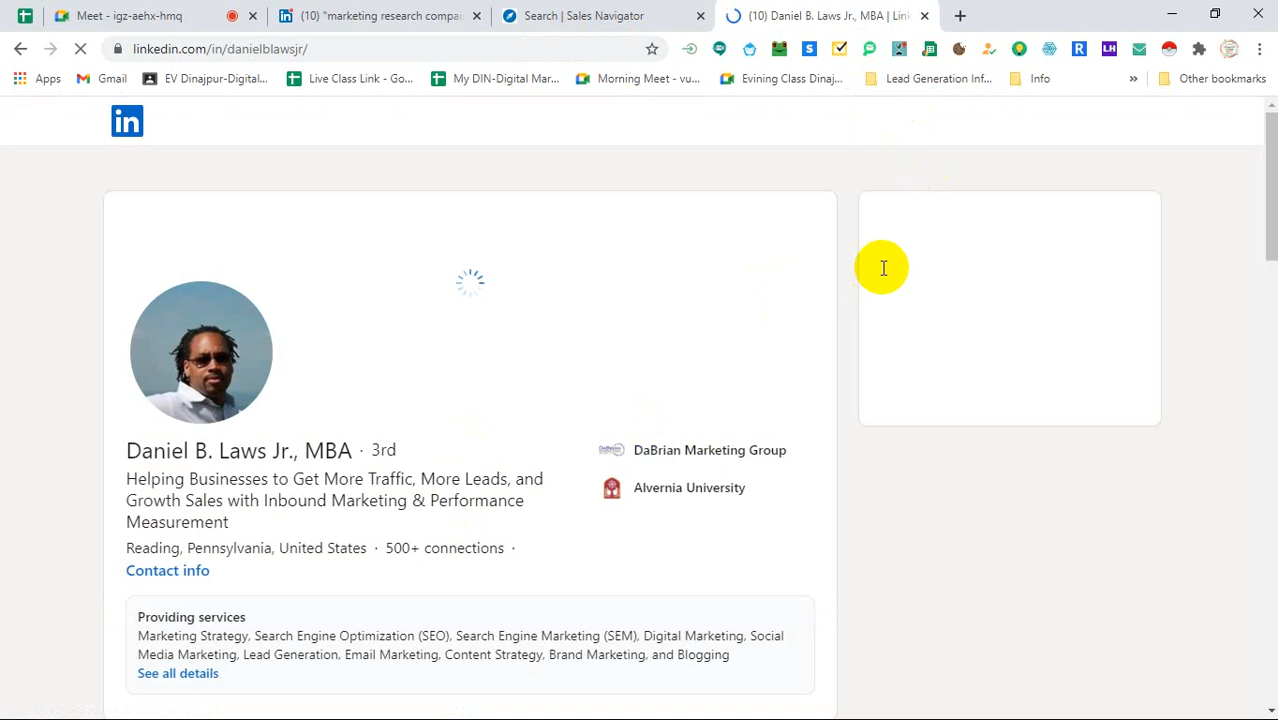 Meet - igz-aehx-hmq
(10) "marketing research compan
Search | Sales Navigator
(10) Daniel B. Laws Jr., MBA | Link
linkedin.com/in/danielblawsjr/
Apps
Gmail
EV Dinajpur-Digital...
Live Class Link - Go...
My DIN-Digital Mar...
Morning Meet - vu...
Evining Class Dinaj...
Lead Generation Inf...
Info
»
Other bookmarks
in
Daniel B. Laws Jr., MBA · 3rd
Helping Businesses to Get More Traffic, More Leads, and
Growth Sales with Inbound Marketing & Performance
Measurement
Reading, Pennsylvania, United States · 500+ connections ·
Contact info
DaBrian Marketing Group
Alvernia University
Providing services
Marketing Strategy, Search Engine Optimization (SEO), Search Engine Marketing (SEM), Digital Marketing, Social
Media Marketing, Lead Generation, Email Marketing, Content Strategy, Brand Marketing, and Blogging
See all details